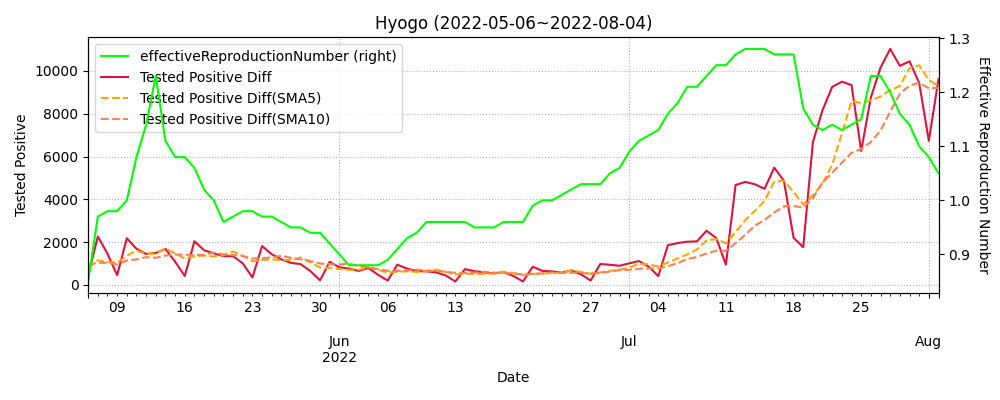 Hyogo (2022-05-06~2022-08-04)
effectiveReproductionNumber (right)
Tested Positive Diff
Tested Positive Diff(SMA5)
Tested Positive Diff(SMA10)
Tested Positive
10000
8000
6000
4000
2000
0
1.3
1.2
1.1
1.0
0.9
Effective Reproduction Number
09 16 23 30 06 13 20 27 04 11 18 25
Jun Jul Aug
2022
Date